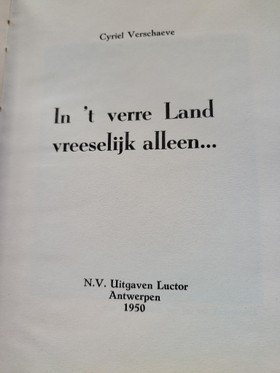 Cyriel Verschaeve
In 't verre Land
vreeselijk alleen...
N.V. Uitgaven Luctor
Antwerpen
1950